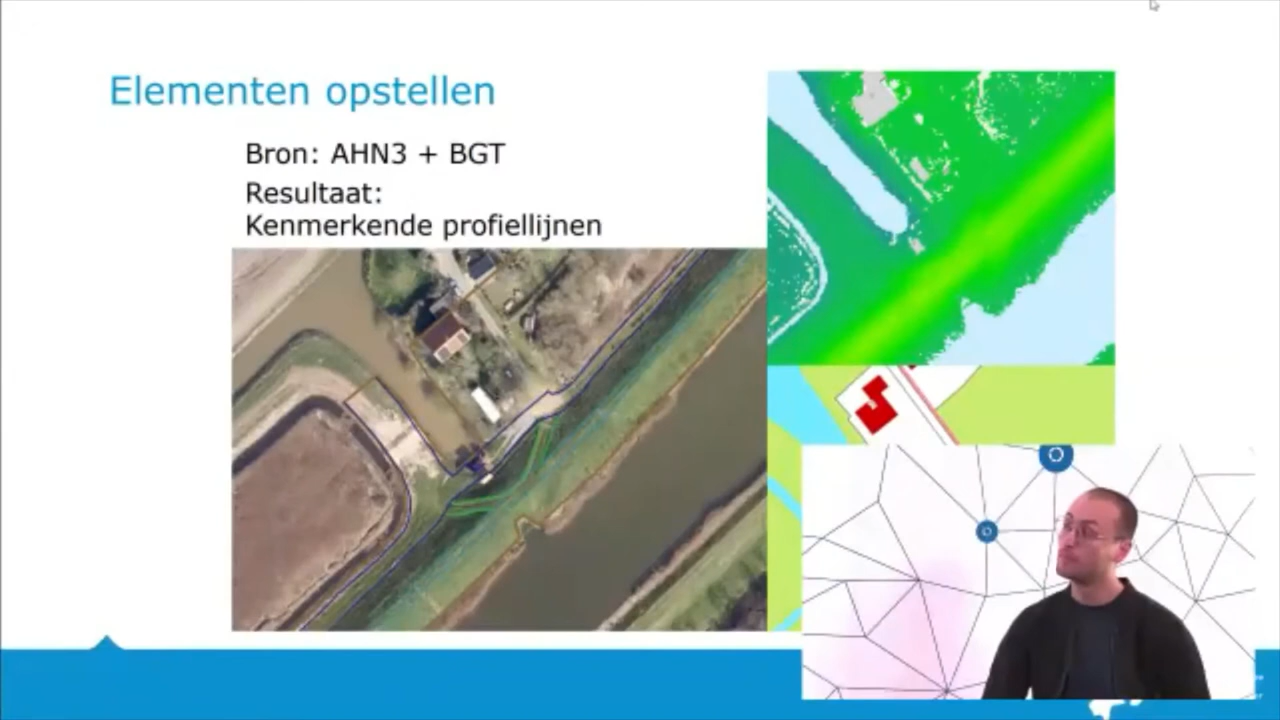 Elementen opstellen
Bron: AHN3 + BGT
Resultaat:
Kenmerkende profiellijnen